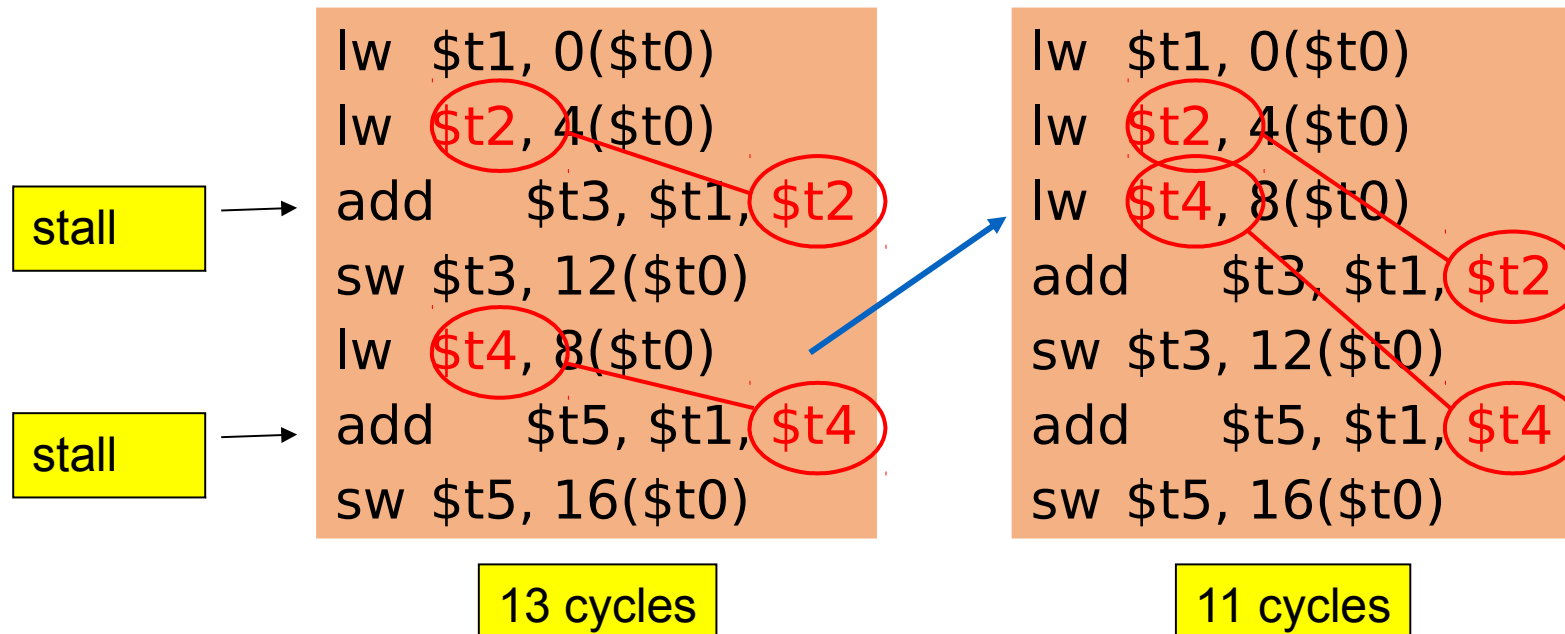 lw $t1, 0($t0)
lw $t2, 4($t0)
stall
add $t3, $t1, $t2
sw $t3, 12($t0)
lw $t4, 8($t0)
stall
add $t5, $t1, $t4
sw $t5, 16($t0)
13 cycles
lw $t1, 0($t0)
lw $t2, 4($t0)
lw $t4, 8($t0)
add $t3, $t1, $t2
sw $t3, 12($t0)
add $t5, $t1, $t4
sw $t5, 16($t0)
11 cycles